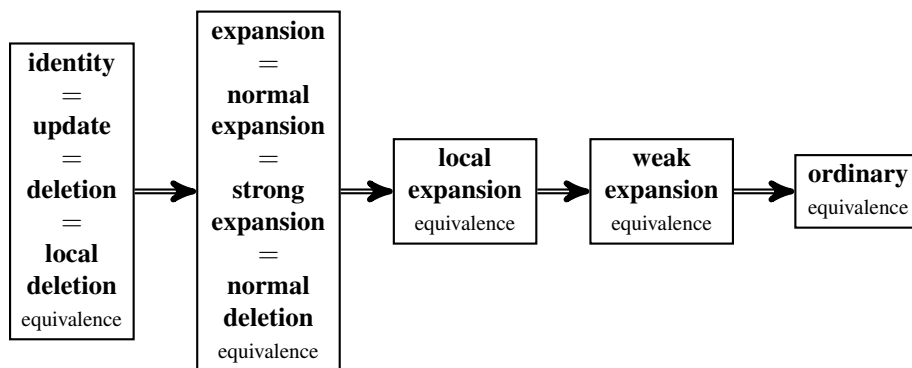 identity
=
update
=
deletion
=
local
deletion
equivalence
expansion
=
normal
expansion
=
strong
expansion
=
normal
deletion
equivalence
local
expansion
equivalence
weak
expansion
equivalence
ordinary
equivalence